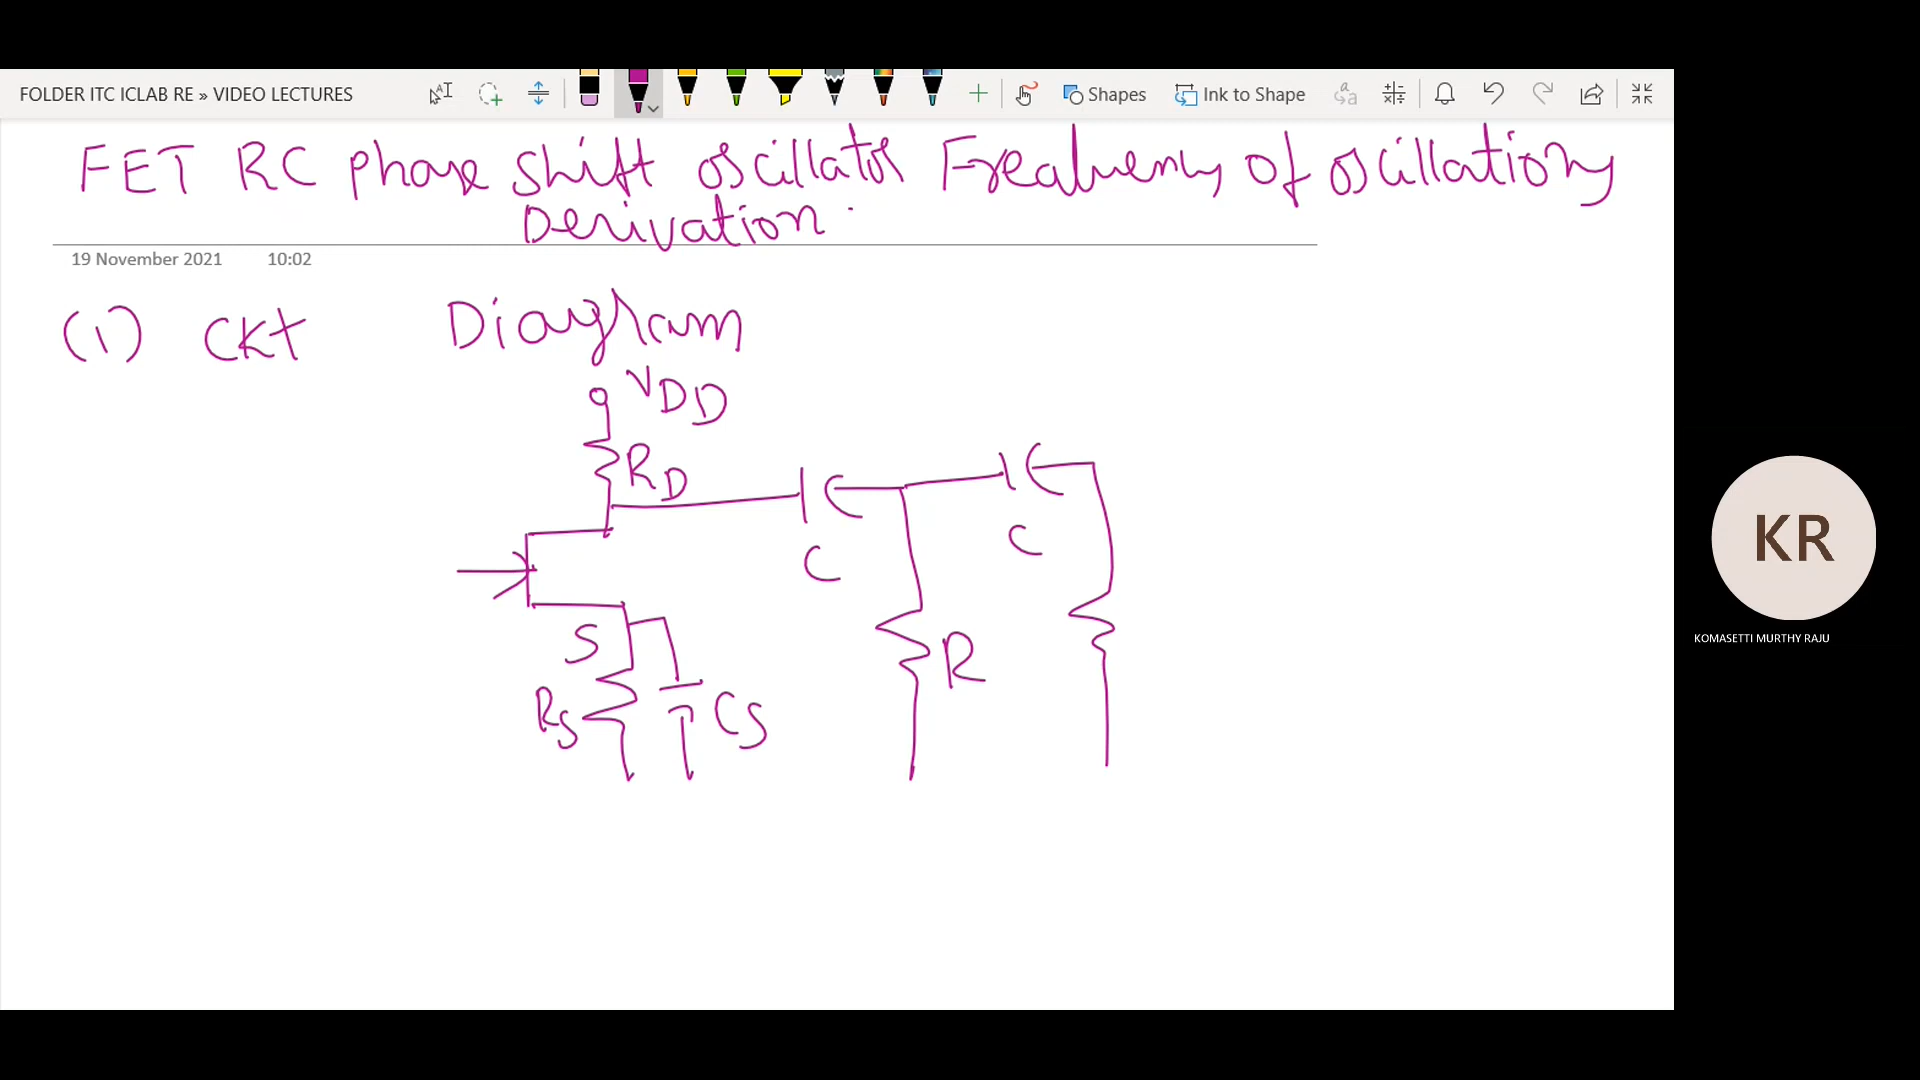 FOLDER ITC ICLAB RE » VIDEO LECTURES
Shapes
Ink to Shape
FET RC phase shift oscillator Frequency of oscillations
Derivation.
19 November 2021 10:02
(1) CKT Diagram
VDD
RD
C
C
S
R
RS
CS
KR
KOMASETTI MURTHY RAJU